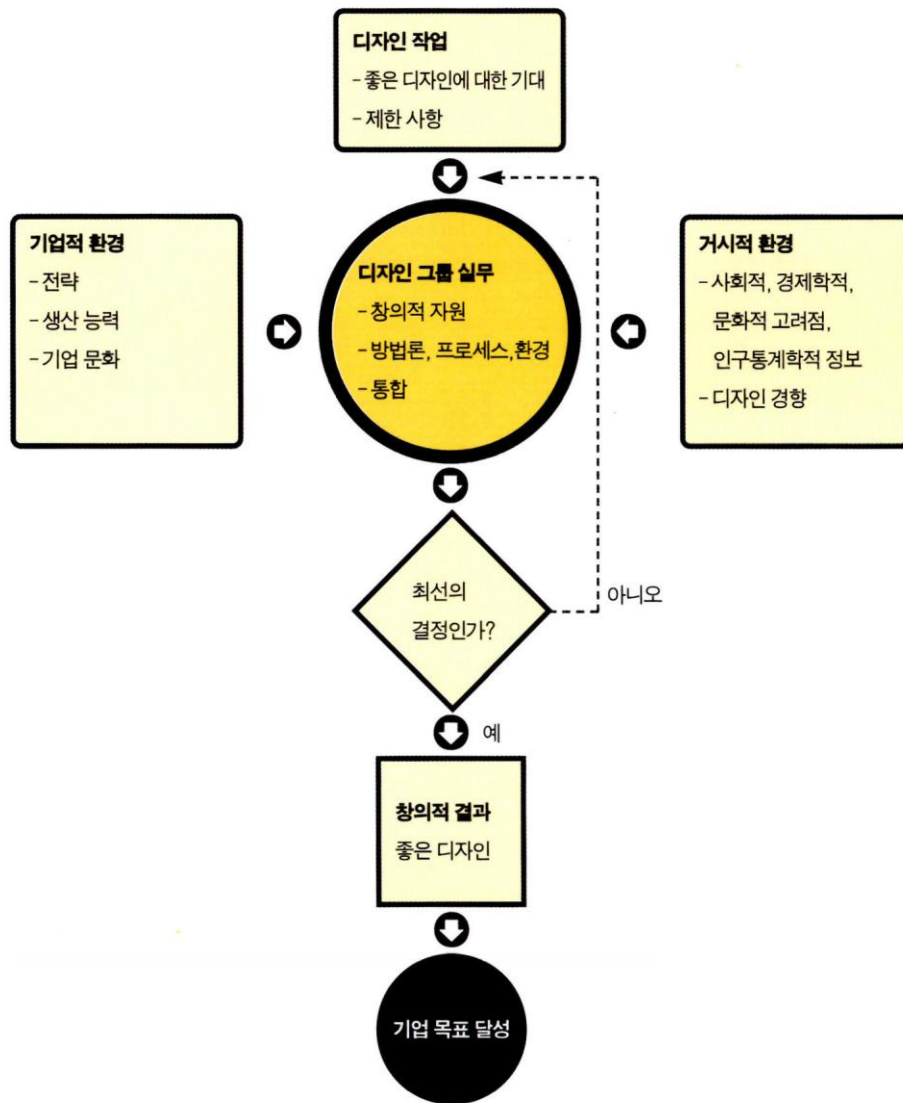 디자인 작업
- 좋은 디자인에 대한 기대
- 제한 사항
기업적 환경
- 전략
- 생산 능력
- 기업 문화
디자인 그룹 실무
- 창의적 자원
- 방법론, 프로세스,환경
- 통합
거시적 환경
- 사회적, 경제학적,
문화적 고려점,
인구통계학적 정보
- 디자인 경향
최선의
결정인가?
아니오
예
창의적 결과
좋은 디자인
기업 목표 달성